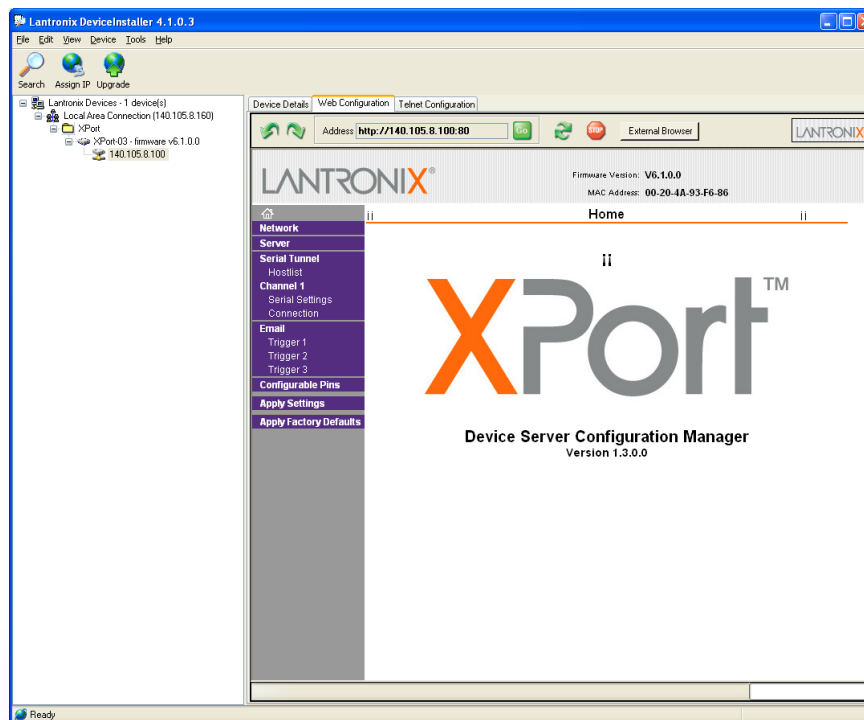 Lantronix DeviceInstaller 4.1.0.3
File Edit View Device Tools Help
Search Assign IP Upgrade
Lantronix Devices - 1 device(s)
Local Area Connection (140.105.8.160)
XPort
XPort-03 - firmware v6.1.0.0
140.105.8.100
Device Details Web Configuration Telnet Configuration
Address http://140.105.8.100:80 Go STOP External Browser LANTRONIX
LANTRONIX®
Firmware Version: V6.1.0.0
MAC Address: 00-20-4A-93-F6-86
Network
Server
Serial Tunnel
Hostlist
Channel 1
Serial Settings
Connection
Email
Trigger 1
Trigger 2
Trigger 3
Configurable Pins
Apply Settings
Apply Factory Defaults
¡¡ Home ¡¡
¡¡
XPort™
Device Server Configuration Manager
Version 1.3.0.0
Ready